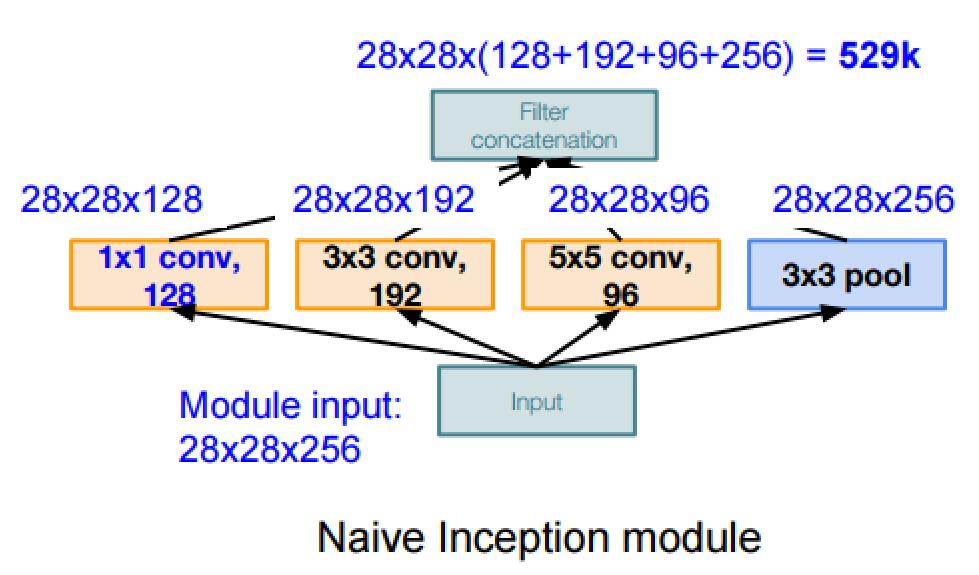 28x28x(128+192+96+256) = 529k
Filter
concatenation
28x28x128
28x28x192
28x28x96
28x28x256
1x1 conv,
128
3x3 conv,
192
5x5 conv,
96
3x3 pool
Input
Module input:
28x28x256
Naive Inception module